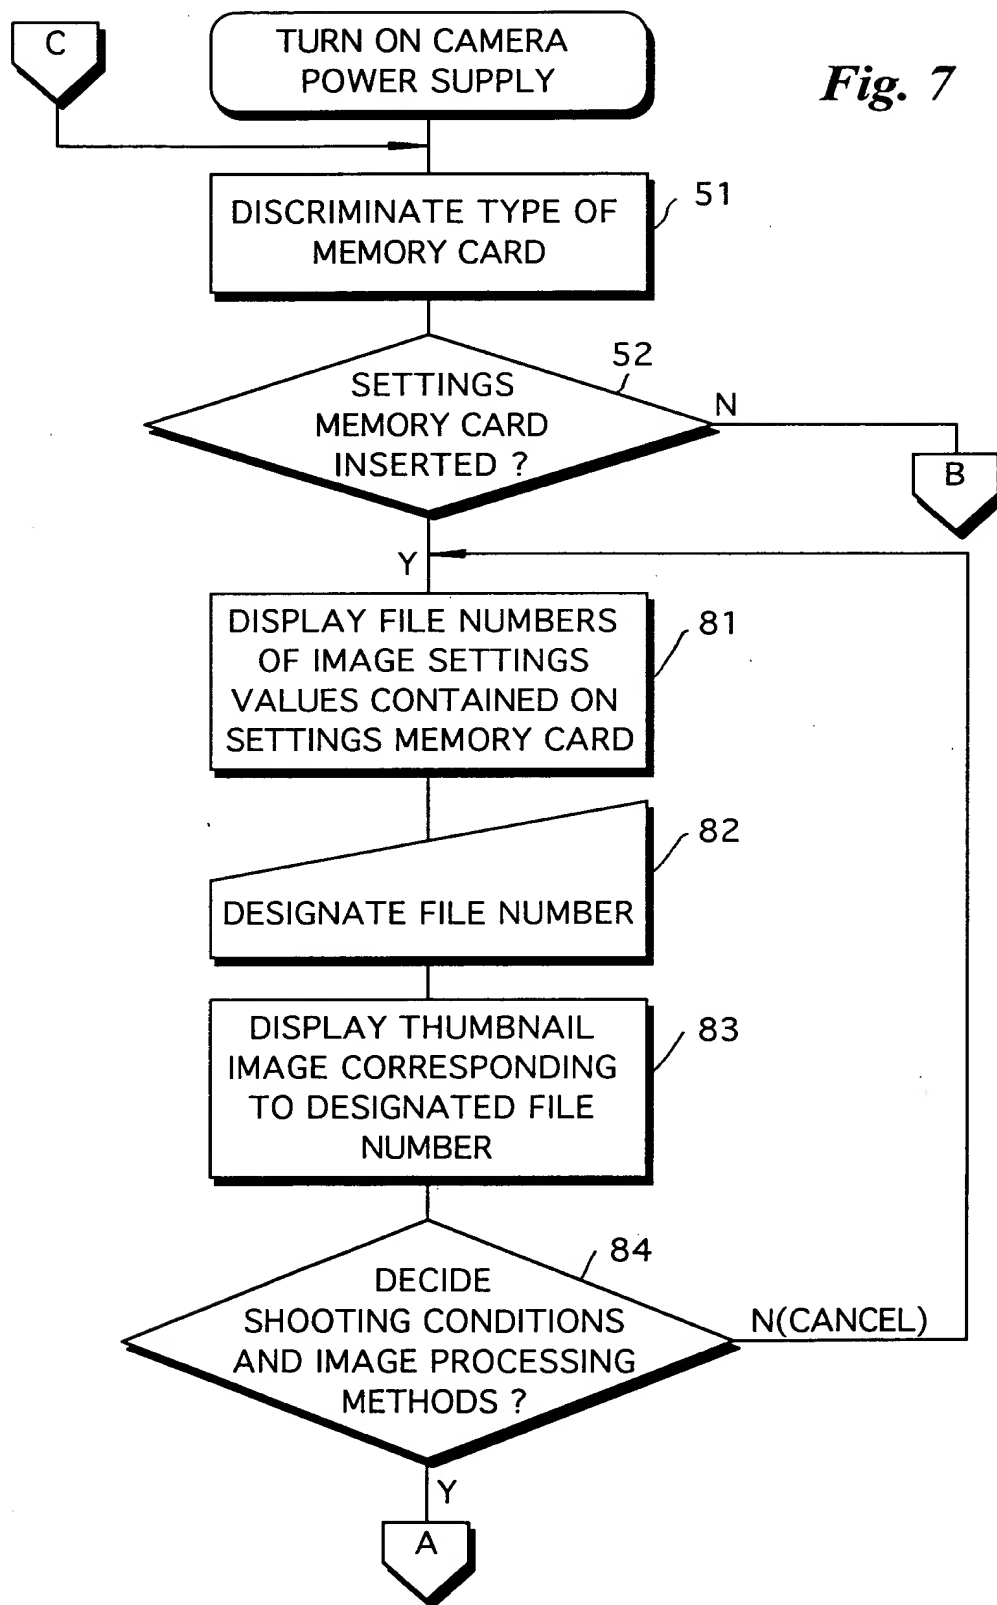 C
TURN ON CAMERA
POWER SUPPLY
Fig. 7
DISCRIMINATE TYPE OF
MEMORY CARD
51
SETTINGS
MEMORY CARD
INSERTED ?
52
N
B
Y
DISPLAY FILE NUMBERS
OF IMAGE SETTINGS
VALUES CONTAINED ON
SETTINGS MEMORY CARD
81
DESIGNATE FILE NUMBER
82
DISPLAY THUMBNAIL
IMAGE CORRESPONDING
TO DESIGNATED FILE
NUMBER
83
DECIDE
SHOOTING CONDITIONS
AND IMAGE PROCESSING
METHODS ?
84
N(CANCEL)
Y
A